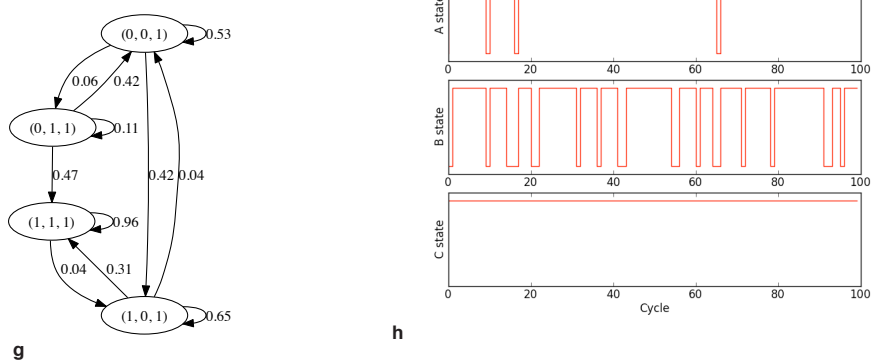 (0, 0, 1)
0.53
0.06
0.42
(0, 1, 1)
0.11
0.47
0.42
0.04
(1, 1, 1)
0.96
0.04
0.31
(1, 0, 1)
0.65
g
A state
0 20 40 60 80 100
B state
0 20 40 60 80 100
C state
0 20 40 60 80 100
Cycle
h